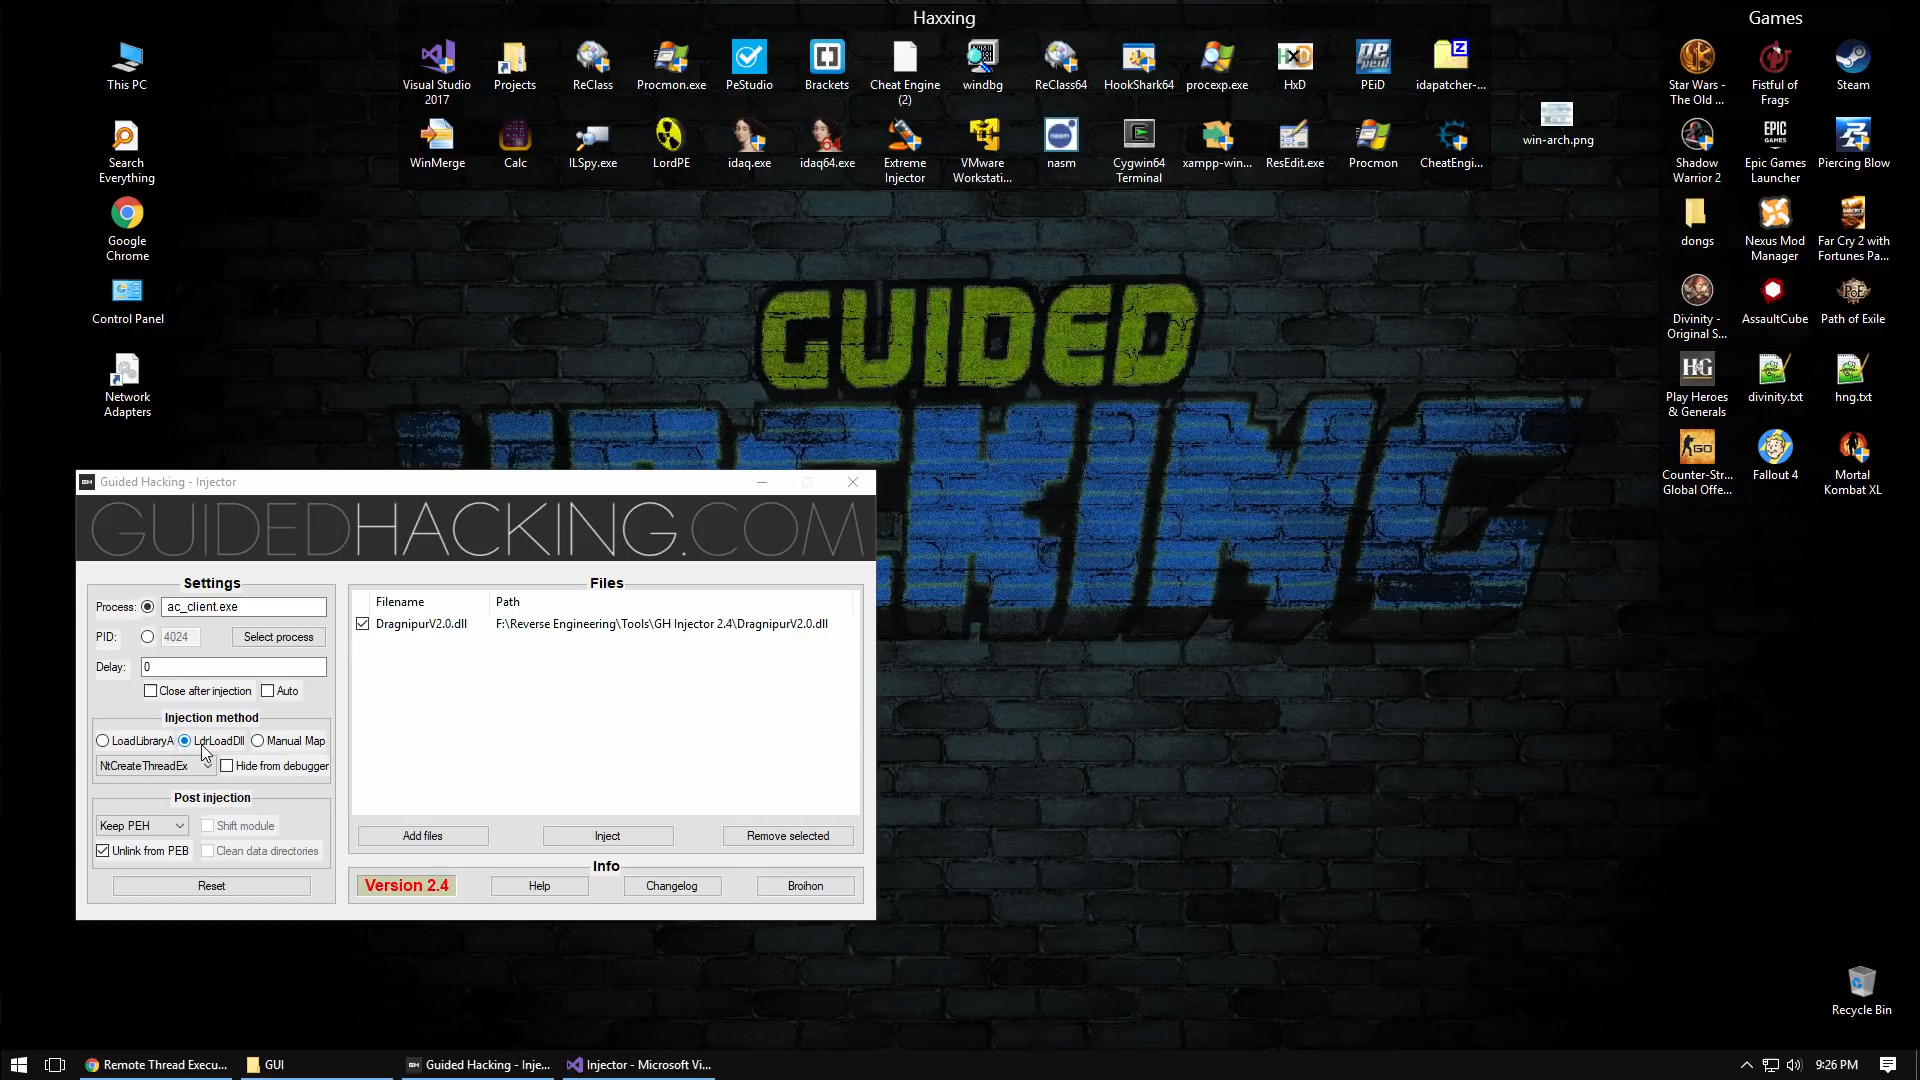 Haxxing
Games
This PC
Search Everything
Google Chrome
Control Panel
Network Adapters
Visual Studio 2017
Projects
ReClass
Procmon.exe
PeStudio
Brackets
Cheat Engine (2)
windbg
ReClass64
HookShark64
procexp.exe
HxD
PEiD
idapatcher-...
WinMerge
Calc
ILSpy.exe
LordPE
idaq.exe
idaq64.exe
Extreme Injector
VMware Workstati...
nasm
Cygwin64 Terminal
xampp-win...
ResEdit.exe
Procmon
CheatEngi...
win-arch.png
Star Wars - The Old ...
Fistful of Frags
Steam
Shadow Warrior 2
Epic Games Launcher
Piercing Blow
dongs
Nexus Mod Manager
Far Cry 2 with Fortunes Pa...
Divinity - Original S...
AssaultCube
Path of Exile
Play Heroes & Generals
divinity.txt
hng.txt
Counter-Str... Global Offe...
Fallout 4
Mortal Kombat XL
GUIDED
HACKING
Guided Hacking - Injector
GUIDEDHACKING.COM
Settings
Process: ac_client.exe
PID: 4024 Select process
Delay: 0
Close after injection Auto
Injection method
LoadLibraryA LdrLoadDll Manual Map
NtCreateThreadEx Hide from debugger
Post injection
Keep PEH Shift module
Unlink from PEB Clean data directories
Reset
Files
Filename Path
DragnipurV2.0.dll F:\Reverse Engineering\Tools\GH Injector 2.4\DragnipurV2.0.dll
Add files Inject Remove selected
Info
Version 2.4 Help Changelog Broihon
Recycle Bin
Remote Thread Execu... GUI Guided Hacking - Inje... Injector - Microsoft Vi... 9:26 PM